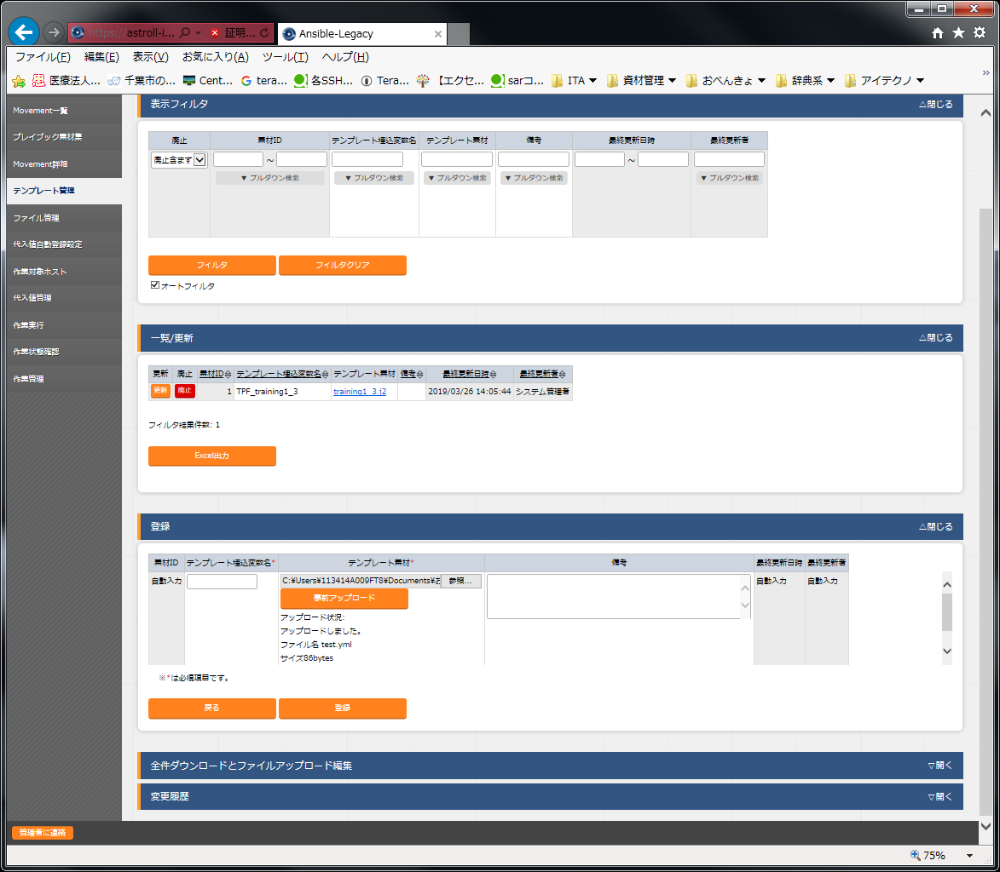 https://astroll-i... 証明... Ansible-Legacy
ファイル(F) 編集(E) 表示(V) お気に入り(A) ツール(T) ヘルプ(H)
医療法人... 千葉市の... Cent... tera... 各SSH... Tera... 【エクセ... sarコ... ITA ▼ 資材管理 ▼ おべんきょ ▼ 辞典系 ▼ アイテクノ ▼ »
Movement一覧
プレイブック素材集
Movement詳細
テンプレート管理
ファイル管理
代入値自動登録設定
作業対象ホスト
代入値管理
作業実行
作業状態確認
作業管理
表示フィルタ △閉じる
廃止 素材ID テンプレート埋込変数名 テンプレート素材 備考 最終更新日時 最終更新者
廃止含まず ～ ～
▼ プルダウン検索 ▼ プルダウン検索 ▼ プルダウン検索 ▼ プルダウン検索 ▼ プルダウン検索
フィルタ フィルタクリア
オートフィルタ
一覧/更新 △閉じる
更新 廃止 素材ID テンプレート埋込変数名 テンプレート素材 備考 最終更新日時 最終更新者
更新 廃止 1 TPF_training1_3 training1_3.j2 2019/03/26 14:05:44 システム管理者
フィルタ結果件数: 1
Excel出力
登録 △閉じる
素材ID テンプレート埋込変数名* テンプレート素材* 備考 最終更新日時 最終更新者
自動入力 C:¥Users¥113414A009FT8¥Documents¥お 参照... 自動入力 自動入力
事前アップロード
アップロード状況:
アップロードしました。
ファイル名 test.yml
サイズ86bytes
※*は必須項目です。
戻る 登録
全件ダウンロードとファイルアップロード編集 ▽開く
変更履歴 ▽開く
管理者に連絡
75%